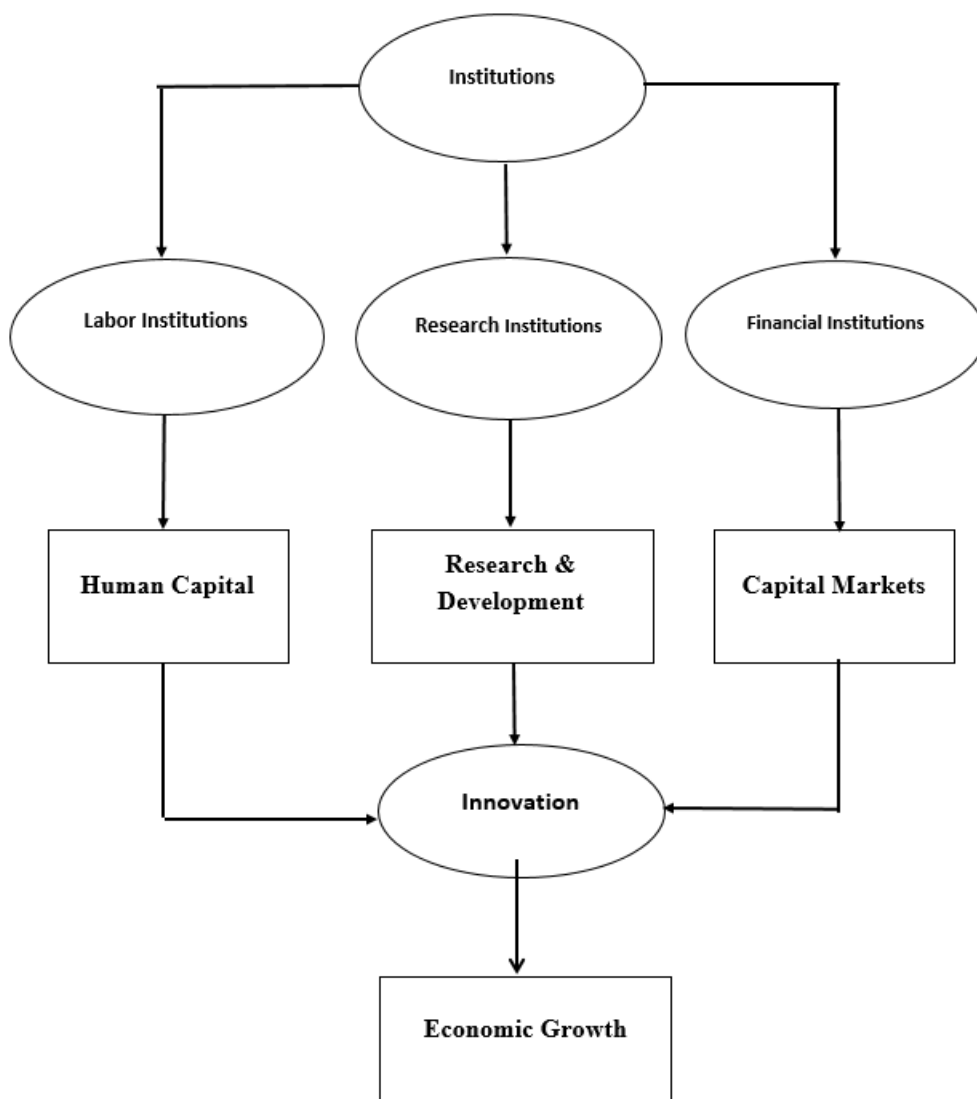 Institutions
Labor Institutions
Research Institutions
Financial Institutions
Human Capital
Research &
Development
Capital Markets
Innovation
Economic Growth